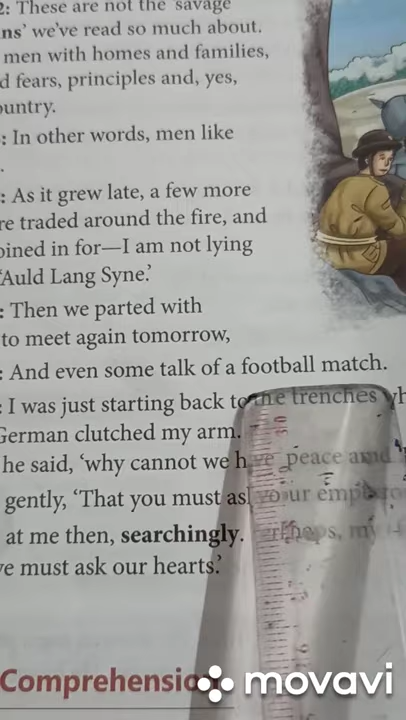 2: These are not the 'savage
ns' we've read so much about.
men with homes and families,
d fears, principles and, yes,
ountry.
: In other words, men like
.
: As it grew late, a few more
re traded around the fire, and
oined in for—I am not lying
'Auld Lang Syne.'
: Then we parted with
to meet again tomorrow,
: And even some talk of a football match.
: I was just starting back to the trenches wh
German clutched my arm.
he said, 'why cannot we have peace and
gently, 'That you must ask your empero
at me then, searchingly. 'Perhaps, my
ve must ask our hearts.'
Comprehension
movavi